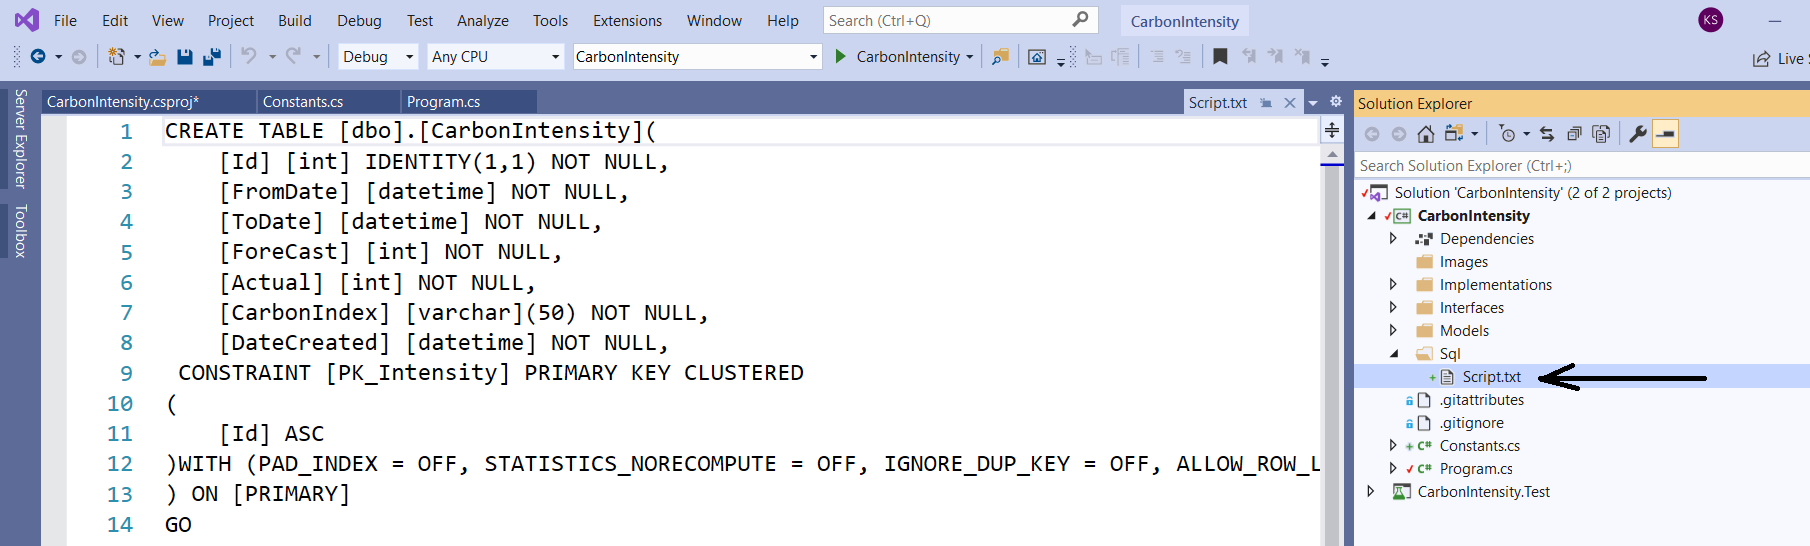 File Edit View Project Build Debug Test Analyze Tools Extensions Window Help Search (Ctrl+Q) CarbonIntensity KS
Debug Any CPU CarbonIntensity CarbonIntensity Live
Server Explorer
Toolbox
CarbonIntensity.csproj* Constants.cs Program.cs Script.txt
1 CREATE TABLE [dbo].[CarbonIntensity](
2 [Id] [int] IDENTITY(1,1) NOT NULL,
3 [FromDate] [datetime] NOT NULL,
4 [ToDate] [datetime] NOT NULL,
5 [ForeCast] [int] NOT NULL,
6 [Actual] [int] NOT NULL,
7 [CarbonIndex] [varchar](50) NOT NULL,
8 [DateCreated] [datetime] NOT NULL,
9 CONSTRAINT [PK_Intensity] PRIMARY KEY CLUSTERED
10 (
11 [Id] ASC
12 )WITH (PAD_INDEX = OFF, STATISTICS_NORECOMPUTE = OFF, IGNORE_DUP_KEY = OFF, ALLOW_ROW_L
13 ) ON [PRIMARY]
14 GO
Solution Explorer
Search Solution Explorer (Ctrl+;)
Solution 'CarbonIntensity' (2 of 2 projects)
C# CarbonIntensity
Dependencies
Images
Implementations
Interfaces
Models
Sql
Script.txt
.gitattributes
.gitignore
C# Constants.cs
C# Program.cs
CarbonIntensity.Test